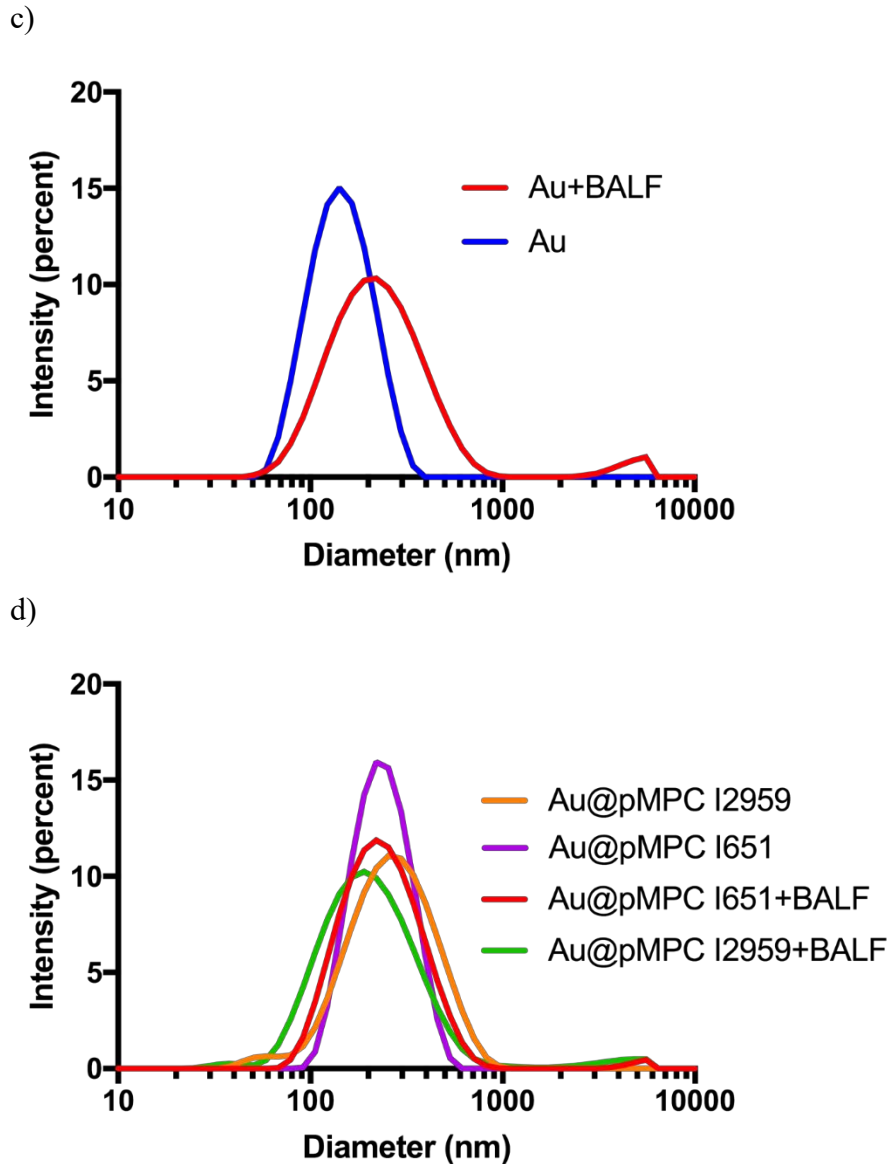 c)
20
15
10
5
0
Intensity (percent)
Au+BALF
Au
10 100 1000 10000
Diameter (nm)
d)
20
15
10
5
0
Intensity (percent)
Au@pMPC I2959
Au@pMPC I651
Au@pMPC I651+BALF
Au@pMPC I2959+BALF
10 100 1000 10000
Diameter (nm)